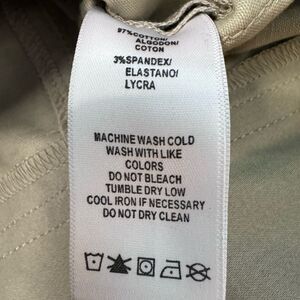 97%COTTON/
ALGODON/
COTON
3%SPANDEX/
ELASTANO/
LYCRA
MACHINE WASH COLD
WASH WITH LIKE
COLORS
DO NOT BLEACH
TUMBLE DRY LOW
COOL IRON IF NECESSARY
DO NOT DRY CLEAN